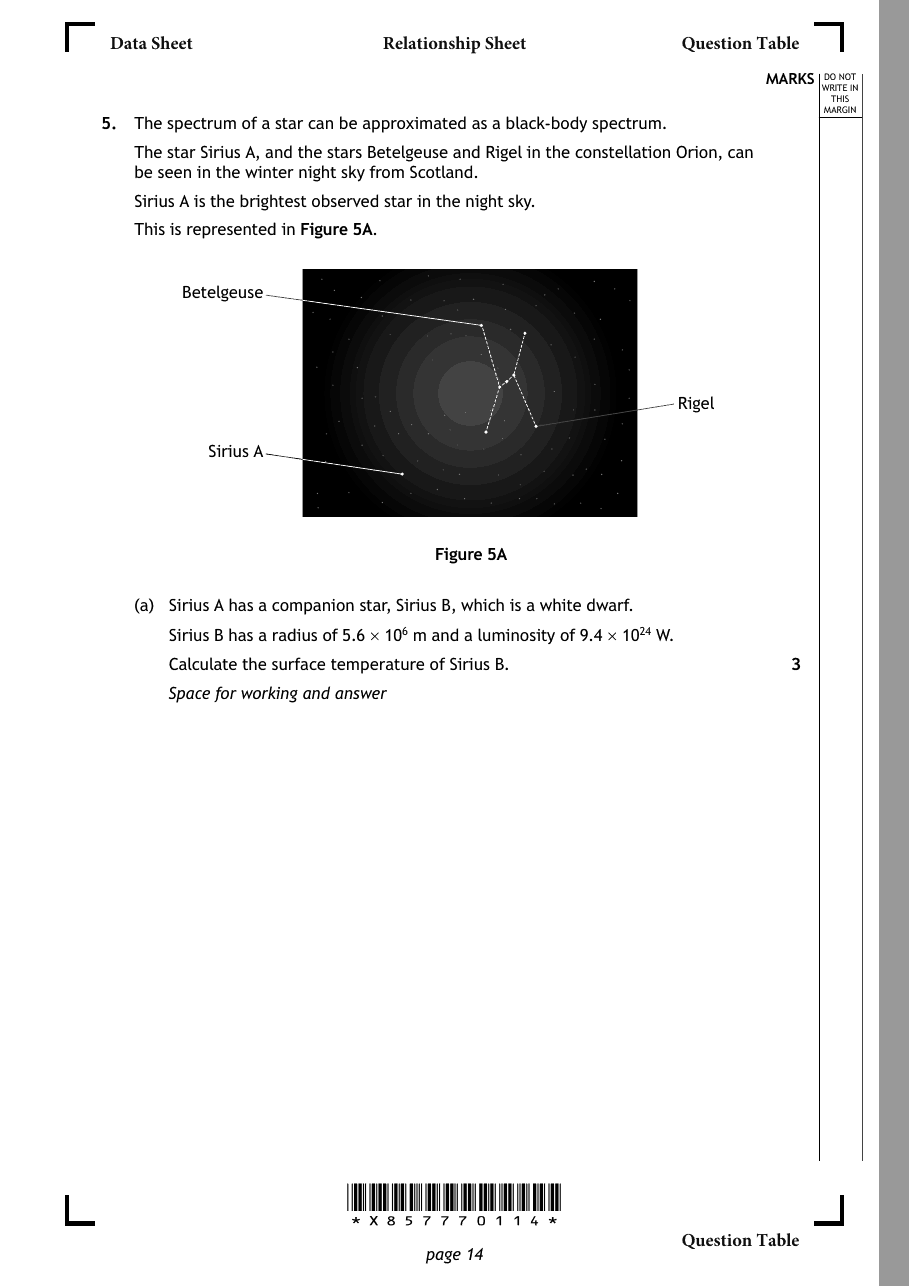 Data Sheet Relationship Sheet Question Table
MARKS
DO NOT
WRITE IN
THIS
MARGIN
5. The spectrum of a star can be approximated as a black-body spectrum.
The star Sirius A, and the stars Betelgeuse and Rigel in the constellation Orion, can
be seen in the winter night sky from Scotland.
Sirius A is the brightest observed star in the night sky.
This is represented in Figure 5A.
Betelgeuse
Rigel
Sirius A
Figure 5A
(a) Sirius A has a companion star, Sirius B, which is a white dwarf.
Sirius B has a radius of 5.6 × 10⁶ m and a luminosity of 9.4 × 10²⁴ W.
Calculate the surface temperature of Sirius B. 3
Space for working and answer
* X 8 5 7 7 7 0 1 1 4 *
Question Table
page 14